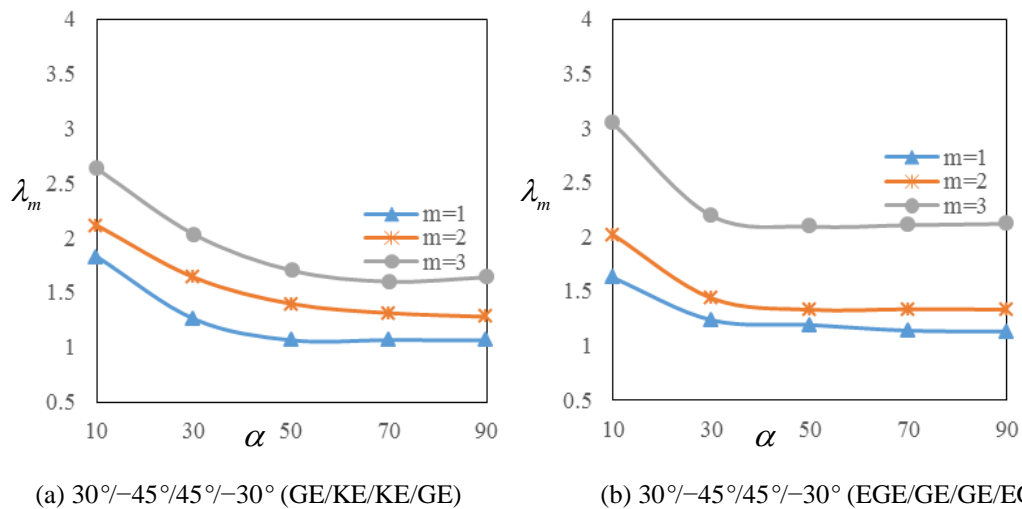 4
3.5
3
2.5
2
1.5
1
0.5
λm
10 30 50 70 90
α
m=1
m=2
m=3
(a) 30°/−45°/45°/−30° (GE/KE/KE/GE)
4
3.5
3
2.5
2
1.5
1
0.5
λm
10 30 50 70 90
α
m=1
m=2
m=3
(b) 30°/−45°/45°/−30° (EGE/GE/GE/